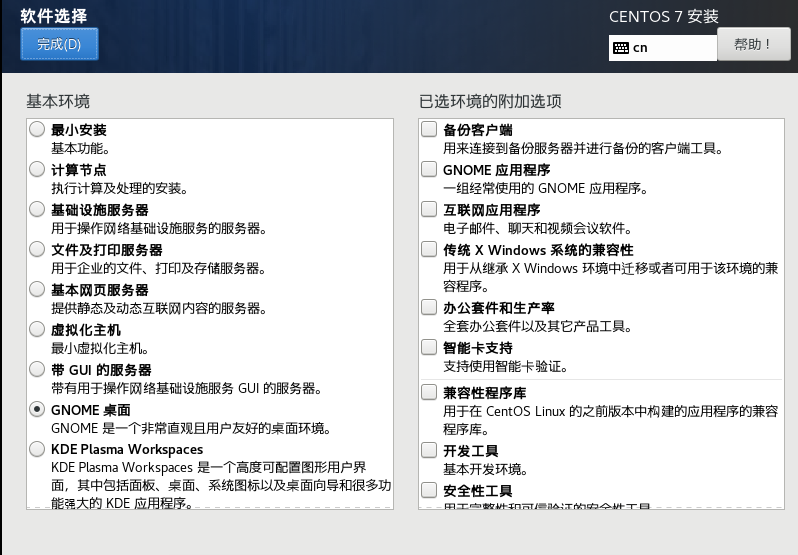 软件选择
完成(D)
CENTOS 7 安装
cn
帮助！
基本环境
最小安装
基本功能。
计算节点
执行计算及处理的安装。
基础设施服务器
用于操作网络基础设施服务的服务器。
文件及打印服务器
用于企业的文件、打印及存储服务器。
基本网页服务器
提供静态及动态互联网内容的服务器。
虚拟化主机
最小虚拟化主机。
带 GUI 的服务器
带有用于操作网络基础设施服务 GUI 的服务器。
GNOME 桌面
GNOME 是一个非常直观且用户友好的桌面环境。
KDE Plasma Workspaces
KDE Plasma Workspaces 是一个高度可配置图形用户界
面，其中包括面板、桌面、系统图标以及桌面向导和很多功
能强大的 KDE 应用程序。
已选环境的附加选项
备份客户端
用来连接到备份服务器并进行备份的客户端工具。
GNOME 应用程序
一组经常使用的 GNOME 应用程序。
互联网应用程序
电子邮件、聊天和视频会议软件。
传统 X Windows 系统的兼容性
用于从继承 X Windows 环境中迁移或者可用于该环境的兼
容程序。
办公套件和生产率
全套办公套件以及其它产品工具。
智能卡支持
支持使用智能卡验证。
兼容性程序库
用于在 CentOS Linux 的之前版本中构建的应用程序的兼容
程序库。
开发工具
基本开发环境。
安全性工具
用于完整性和可信验证的安全性工具